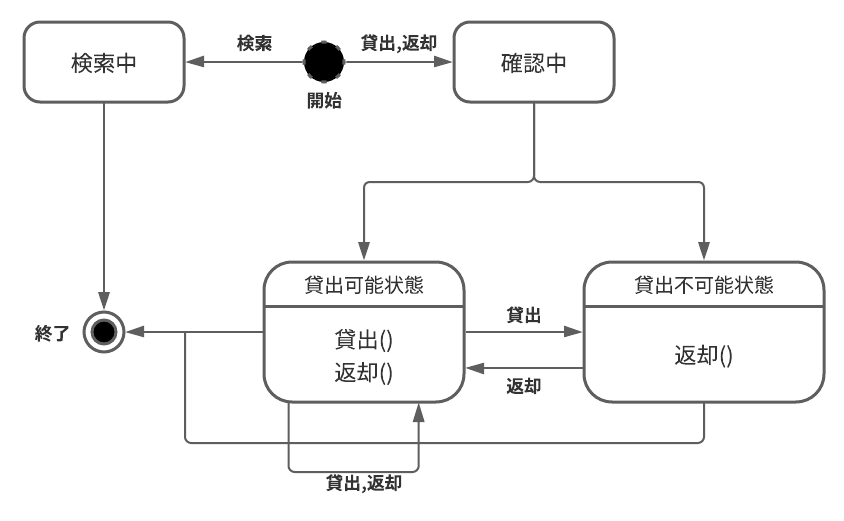 検索中
検索
開始
貸出,返却
確認中
終了
貸出可能状態
貸出()
返却()
貸出
返却
貸出不可能状態
返却()
貸出,返却